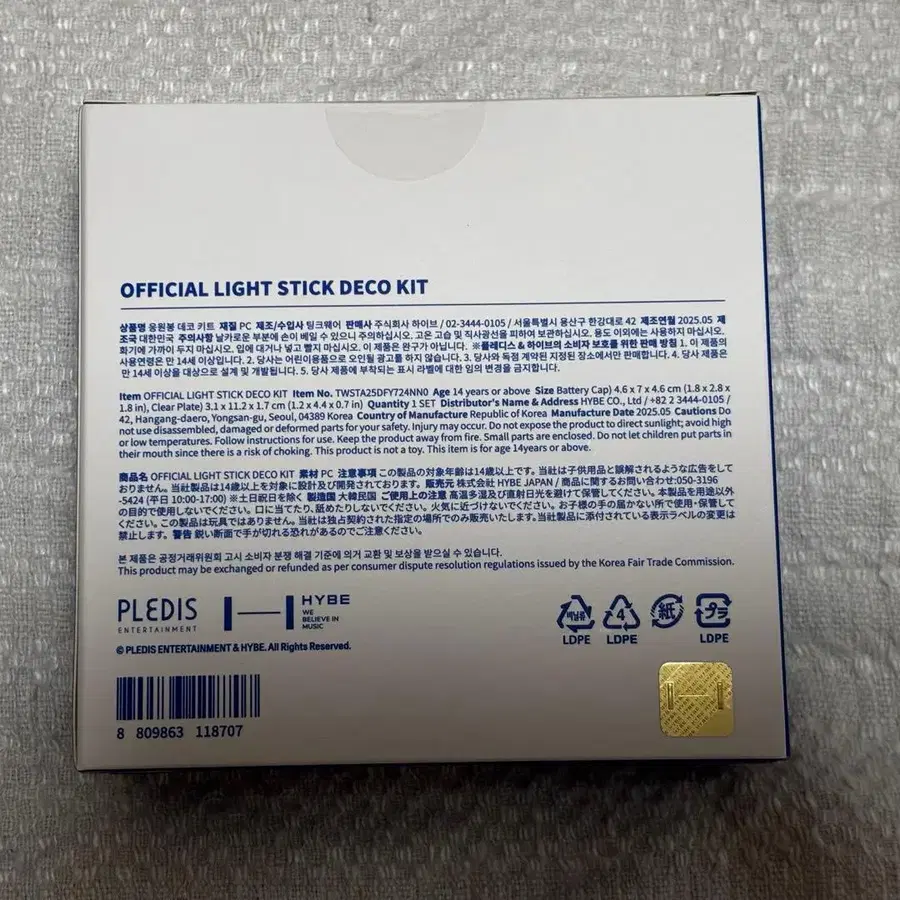 OFFICIAL LIGHT STICK DECO KIT
상품명 응원봉 데코 키트 재질 PC 제조/수입사 팅크웨어 판매사 주식회사 하이브 / 02-3444-0105 / 서울특별시 용산구 한강대로 42 제조연월 2025.05 제
조국 대한민국 주의사항 날카로운 부분에 손이 베일 수 있으니 주의하십시오. 고온 고습 및 직사광선을 피하여 보관하십시오. 용도 이외에는 사용하지 마십시오.
화기에 가까이 두지 마십시오. 입에 대거나 넣고 빨지 마십시오. 이 제품은 완구가 아닙니다. ※플레디스 & 하이브의 소비자 보호를 위한 판매 방침 1. 이 제품의
사용연령은 만 14세 이상입니다. 2. 당사는 어린이용품으로 오인될 광고를 하지 않습니다. 3. 당사와 독점 계약된 지정된 장소에서만 판매합니다. 4. 당사 제품은
만 14세 이상을 대상으로 설계 및 개발됩니다. 5. 당사 제품에 부착되는 표시 라벨에 대한 임의 변경을 금지합니다.
Item OFFICIAL LIGHT STICK DECO KIT Item No. TWSTA25DFY724NN0 Age 14 years or above Size Battery Cap) 4.6 x 7 x 4.6 cm (1.8 x 2.8 x
1.8 in), Clear Plate) 3.1 x 11.2 x 1.7 cm (1.2 x 4.4 x 0.7 in) Quantity 1 SET Distributor's Name & Address HYBE CO., Ltd / +82 2 3444-0105 /
42, Hangang-daero, Yongsan-gu, Seoul, 04389 Korea Country of Manufacture Republic of Korea Manufacture Date 2025.05 Cautions Do
not use disassembled, damaged or deformed parts for your safety. Injury may occur. Do not expose the product to direct sunlight; avoid high
or low temperatures. Follow instructions for use. Keep the product away from fire. Small parts are enclosed. Do not let children put parts in
their mouth since there is a risk of choking. This product is not a toy. This item is for age 14years or above.
商品名 OFFICIAL LIGHT STICK DECO KIT 素材 PC 注意事項 この製品の対象年齢は14歳以上です。当社は子供用品と誤解されるような広告をして
おりません。当社製品は14歳以上を対象に設計及び開発されております。販売元 株式会社 HYBE JAPAN / 商品に関するお問い合わせ:050-3196
-5424 (平日 10:00-17:00) ※土日祝日を除く 製造国 大韓民国 ご使用上の注意 高温多湿及び直射日光を避けて保管してください。本製品を用途以外
の目的で使用しないでください。口に当てたり、舐めたりしないでください。火気に近づけないでください。お子様の手の届かない所で使用・保管して
ください。この製品は玩具ではありません。当社は独占契約された指定の場所でのみ販売いたします。当社製品に添付されている表示ラベルの変更は
禁止します。警告 鋭い断面で手が切れる恐れがあるのでご注意ください。
본 제품은 공정거래위원회 고시 소비자 분쟁 해결 기준에 의거 교환 및 보상을 받으실 수 있습니다.
This product may be exchanged or refunded as per consumer dispute resolution regulations issued by the Korea Fair Trade Commission.
PLEDIS
ENTERTAINMENT
HYBE
WE
BELIEVE IN
MUSIC
비닐류
LDPE
4
LDPE
紙
プラ
LDPE
© PLEDIS ENTERTAINMENT & HYBE. All Rights Reserved.
8 809863 118707